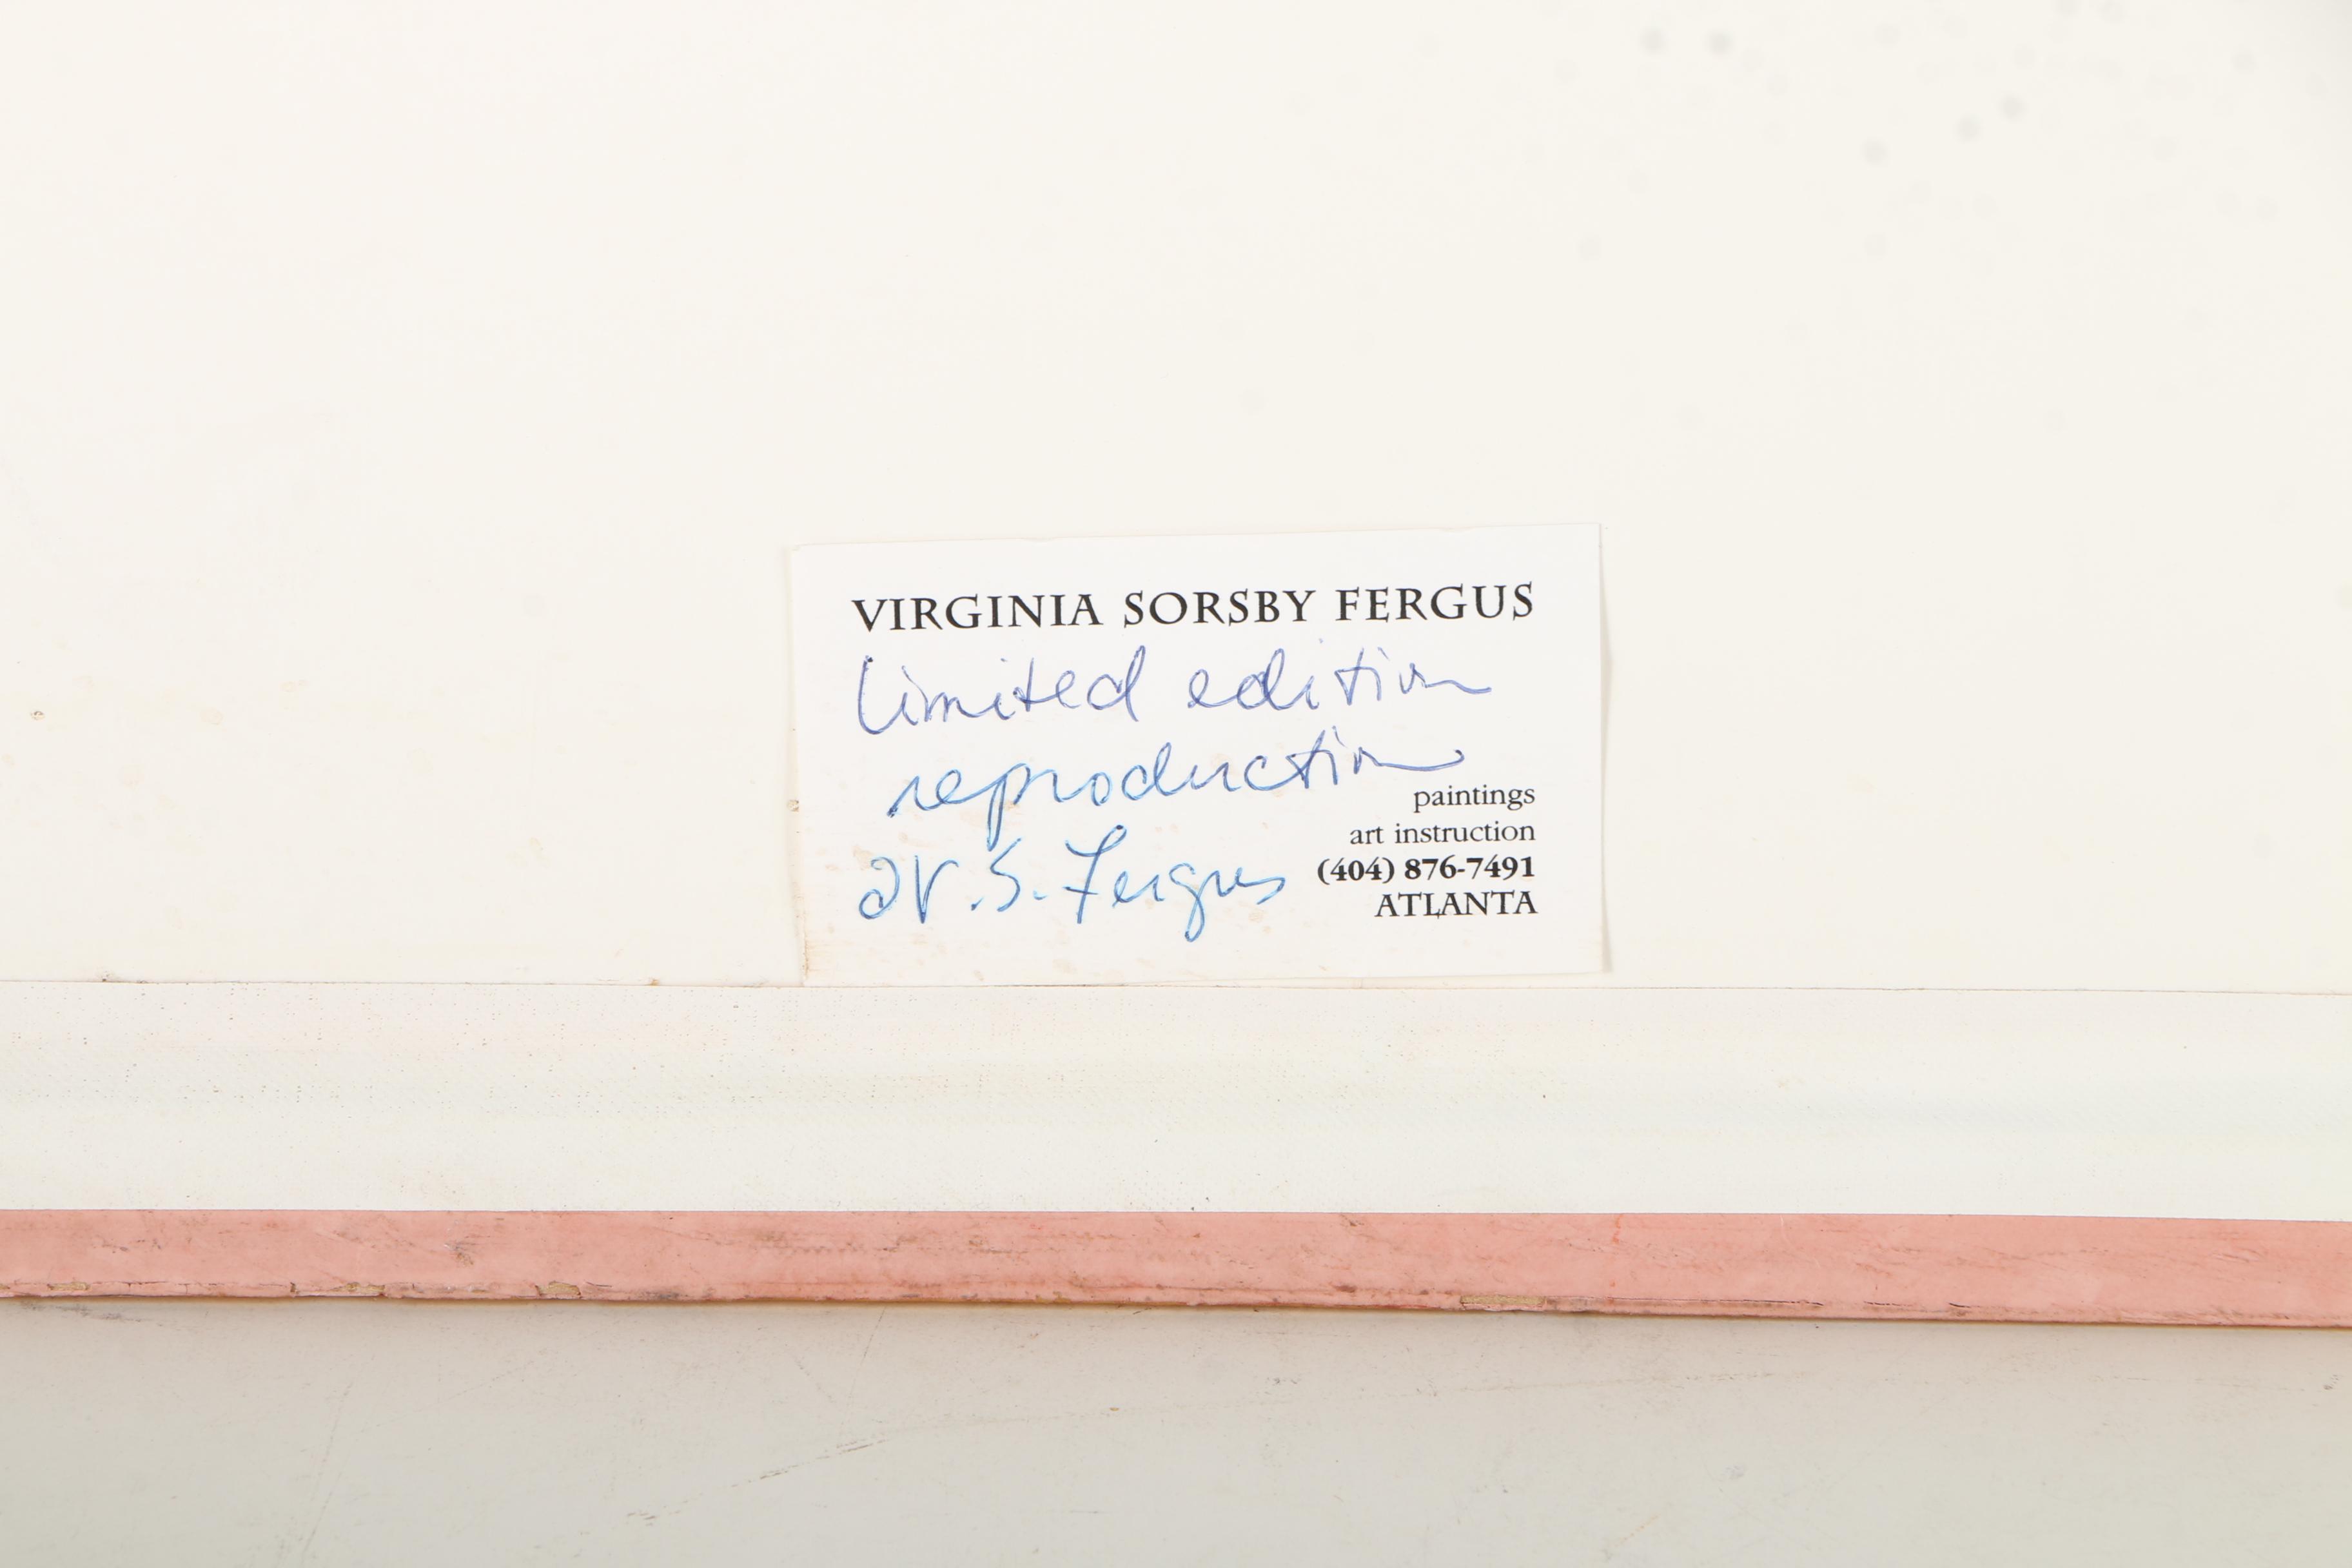 VIRGINIA SORSBY FERGUS
limited edition
reproduction
paintings
art instruction
V.S. Fergus
(404) 876-7491
ATLANTA